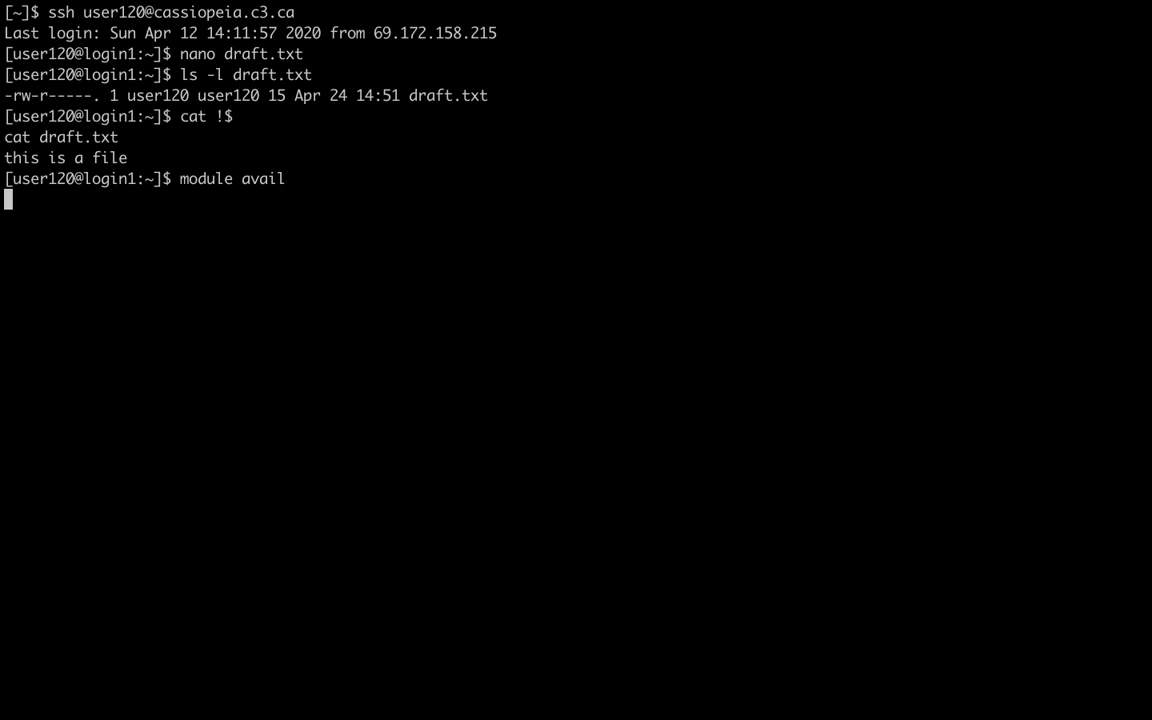 [~]$ ssh user120@cassiopeia.c3.ca
Last login: Sun Apr 12 14:11:57 2020 from 69.172.158.215
[user120@login1:~]$ nano draft.txt
[user120@login1:~]$ ls -l draft.txt
-rw-r-----. 1 user120 user120 15 Apr 24 14:51 draft.txt
[user120@login1:~]$ cat !$
cat draft.txt
this is a file
[user120@login1:~]$ module avail